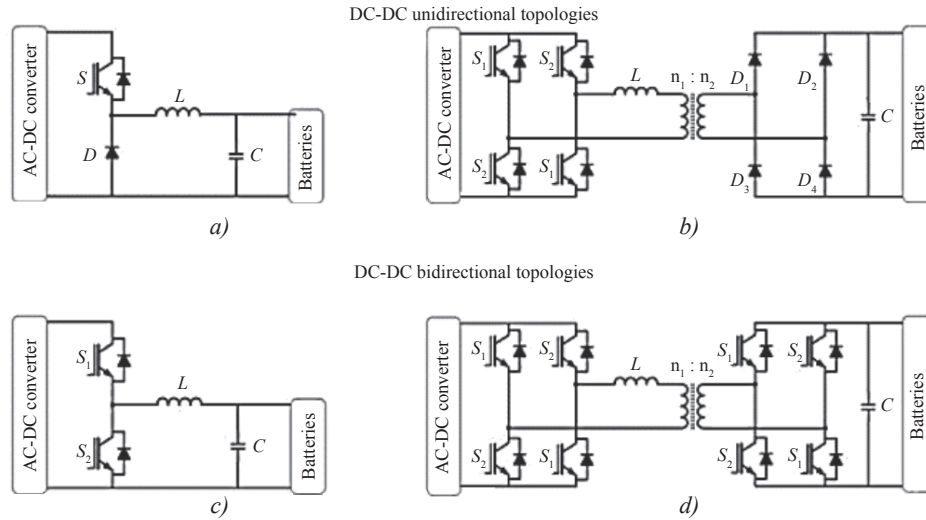 DC-DC unidirectional topologies
AC-DC converter
S
D
L
C
Batteries
a)
AC-DC converter
S1
S2
S2
S1
L
n1 : n2
D1
D2
D3
D4
C
Batteries
b)
DC-DC bidirectional topologies
AC-DC converter
S1
S2
L
C
Batteries
c)
AC-DC converter
S1
S2
S2
S1
L
n1 : n2
S1
S2
S2
S1
C
Batteries
d)